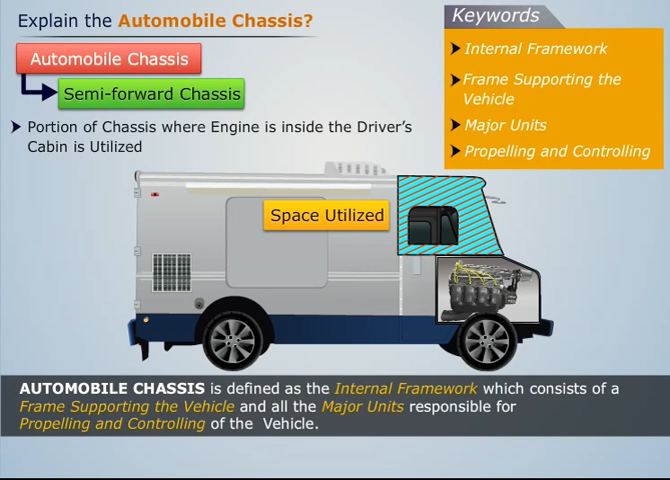 Explain the Automobile Chassis?
Keywords
Internal Framework
Frame Supporting the
Vehicle
Major Units
Propelling and Controlling
Automobile Chassis
Semi-forward Chassis
Portion of Chassis where Engine is inside the Driver's
Cabin is Utilized
Space Utilized
AUTOMOBILE CHASSIS is defined as the Internal Framework which consists of a
Frame Supporting the Vehicle and all the Major Units responsible for
Propelling and Controlling of the Vehicle.